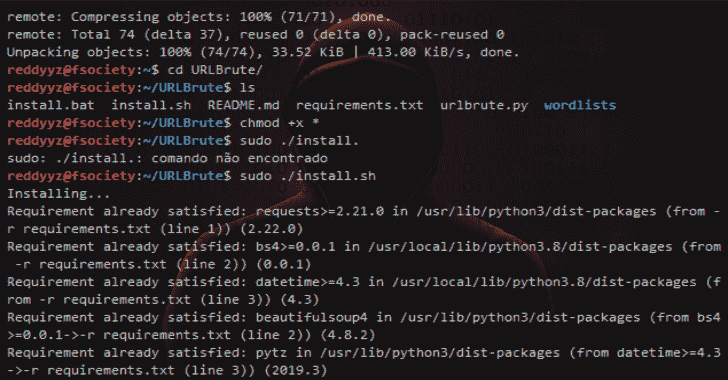 remote: Compressing objects: 100% (71/71), done.
remote: Total 74 (delta 37), reused 0 (delta 0), pack-reused 0
Unpacking objects: 100% (74/74), 33.52 KiB | 413.00 KiB/s, done.
reddyyz@fsociety:~$ cd URLBrute/
reddyyz@fsociety:~/URLBrute$ ls
install.bat install.sh README.md requirements.txt urlbrute.py wordlists
reddyyz@fsociety:~/URLBrute$ chmod +x *
reddyyz@fsociety:~/URLBrute$ sudo ./install.
sudo: ./install.: comando não encontrado
reddyyz@fsociety:~/URLBrute$ sudo ./install.sh
Installing...
Requirement already satisfied: requests>=2.21.0 in /usr/lib/python3/dist-packages (from -
r requirements.txt (line 1)) (2.22.0)
Requirement already satisfied: bs4>=0.0.1 in /usr/local/lib/python3.8/dist-packages (from
-r requirements.txt (line 2)) (0.0.1)
Requirement already satisfied: datetime>=4.3 in /usr/local/lib/python3.8/dist-packages (f
rom -r requirements.txt (line 3)) (4.3)
Requirement already satisfied: beautifulsoup4 in /usr/lib/python3/dist-packages (from bs4
>=0.0.1->-r requirements.txt (line 2)) (4.8.2)
Requirement already satisfied: pytz in /usr/lib/python3/dist-packages (from datetime>=4.3
->-r requirements.txt (line 3)) (2019.3)